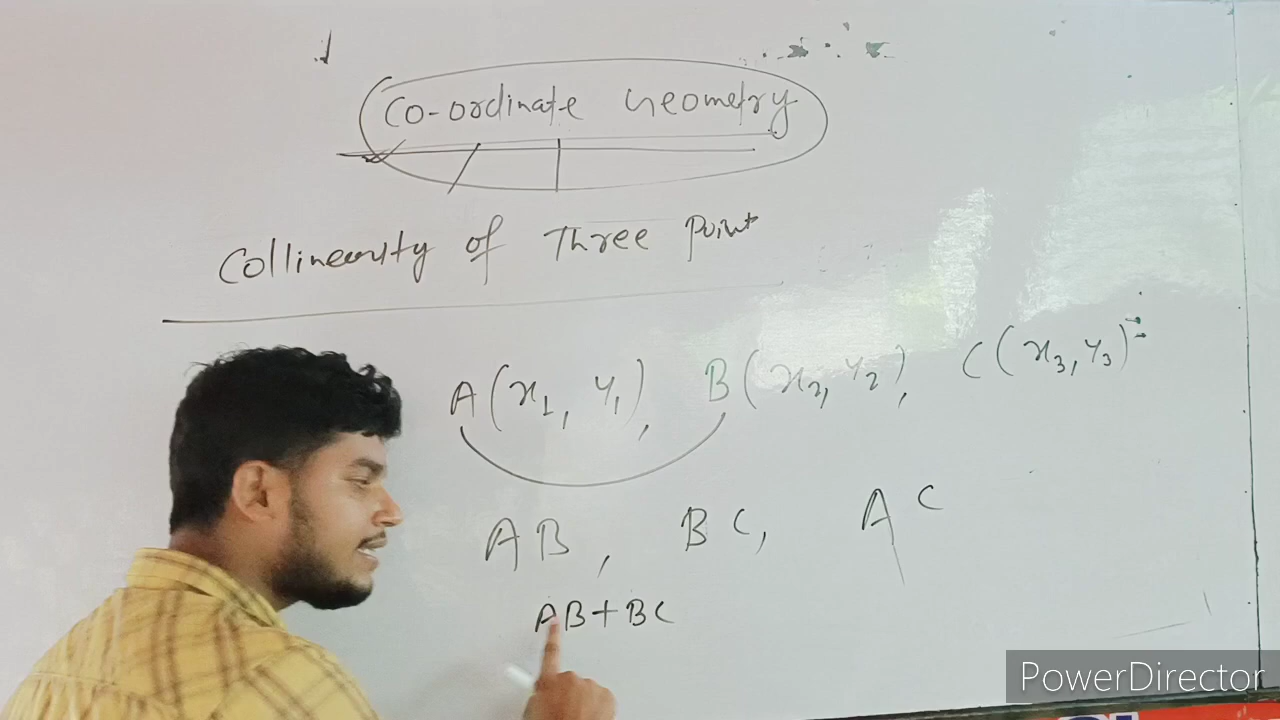 Co-ordinate Geometry
Collinearity of Three Point
A(x1, y1), B(x2, y2), C(x3, y3)
AB, BC, AC
AB+BC
PowerDirector